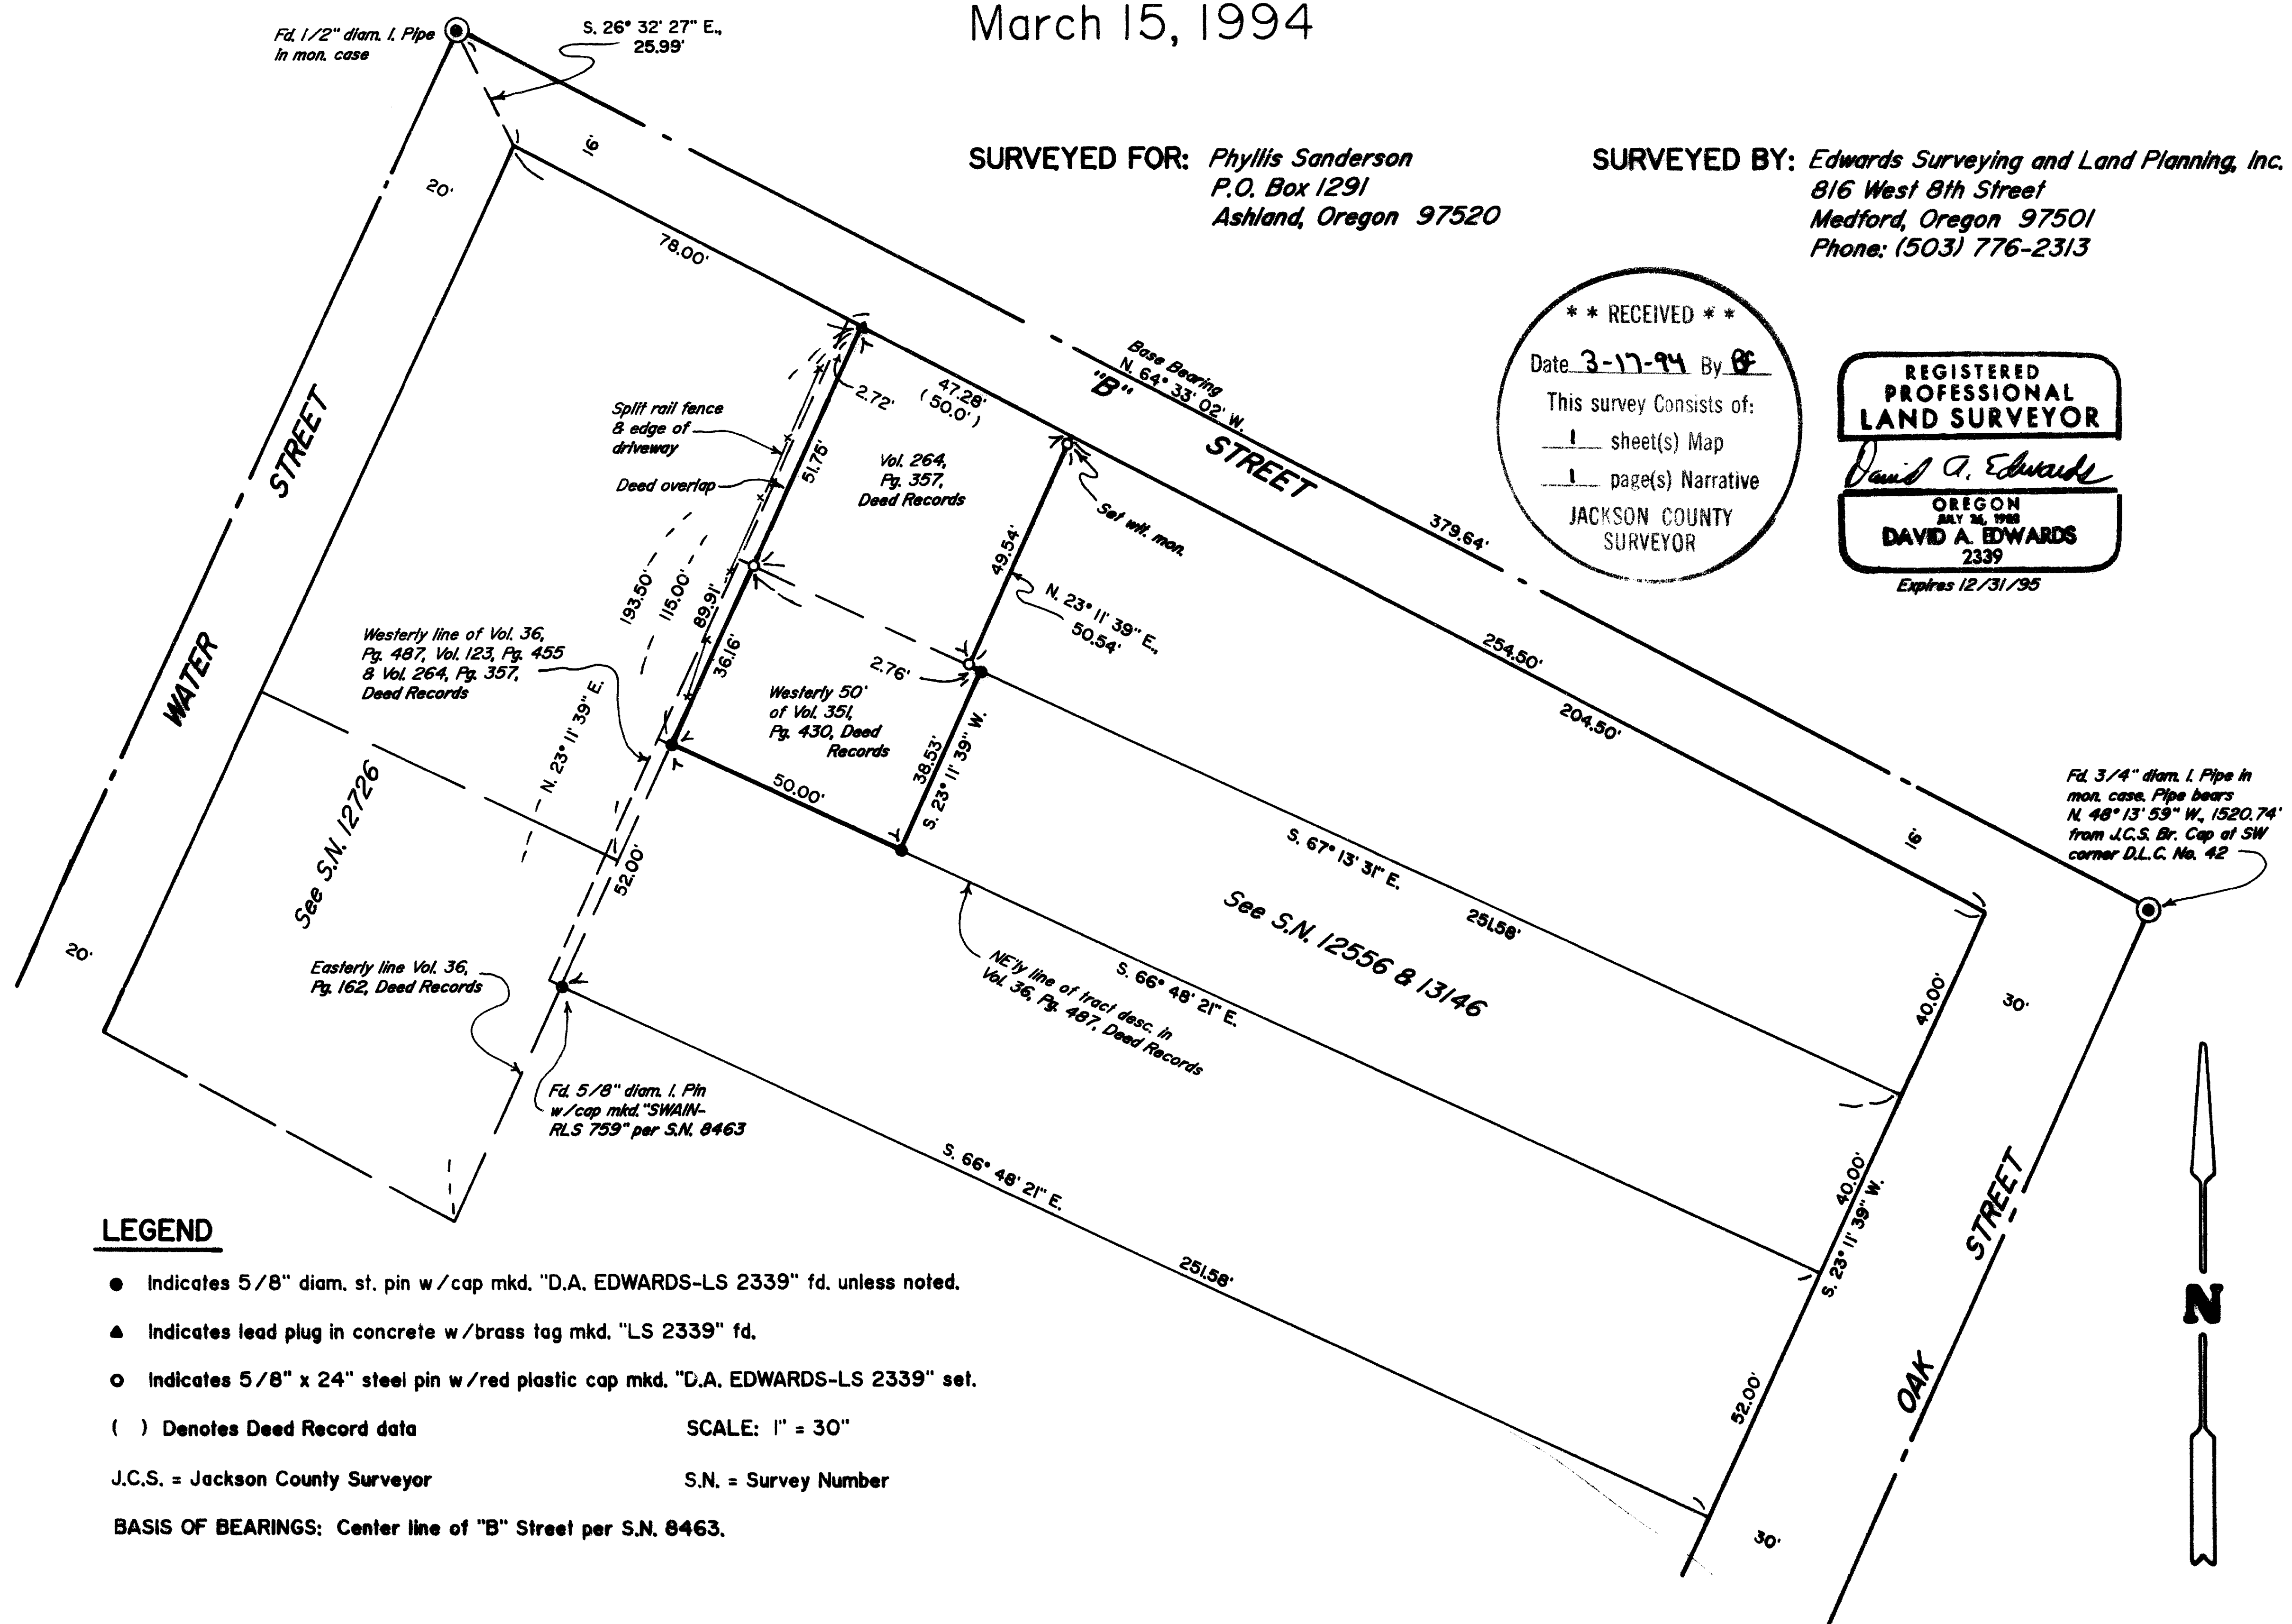 March 15, 1994
Fd. 1/2" diam. I. Pipe
in mon. case
S. 26° 32' 27" E.,
25.99'
SURVEYED FOR: Phyllis Sanderson
P.O. Box 1291
Ashland, Oregon 97520
SURVEYED BY: Edwards Surveying and Land Planning, Inc.
816 West 8th Street
Medford, Oregon 97501
Phone: (503) 776-2313
* * RECEIVED * *
Date 3-17-94 By
This survey Consists of:
1 sheet(s) Map
1 page(s) Narrative
JACKSON COUNTY
SURVEYOR
REGISTERED
PROFESSIONAL
LAND SURVEYOR
David A. Edwards
OREGON
DAVID A. EDWARDS
2339
Expires 12/31/95
16'
20'
78.00'
Base Bearing
N. 64° 33' 02" W.
"B"
STREET
379.64'
254.50'
204.50'
2.72'
47.28'
( 50.0' )
Split rail fence
& edge of
driveway
Deed overlap
51.75'
Vol. 264,
Pg. 357,
Deed Records
Set wit. mon.
49.54'
N. 23° 11' 39" E.,
50.54'
STREET
WATER
193.50'
115.00'
89.91'
36.16'
2.76'
Westerly line of Vol. 36,
Pg. 487, Vol. 123, Pg. 455
& Vol. 264, Pg. 357,
Deed Records
Westerly 50'
of Vol. 351,
Pg. 430, Deed
Records
38.53'
S. 23° 11' 39" W.
50.00'
N. 23° 11' 39" E.
See S.N. 12726
52.00'
20'
Easterly line Vol. 36,
Pg. 162, Deed Records
Fd. 5/8" diam. I. Pin
w/cap mkd. "SWAIN-
RLS 759" per S.N. 8463
S. 67° 13' 31" E.
251.58'
See S.N. 12556 & 13146
S. 66° 48' 21" E.
NE'ly line of tract desc. in
Vol. 36, Pg. 487, Deed Records
S. 66° 48' 21" E.
251.58'
16'
Fd. 3/4" diam. I. Pipe in
mon. case. Pipe bears
N. 48° 13' 59" W., 1520.74'
from J.C.S. Br. Cap at SW
corner D.L.C. No. 42
40.00'
30'
40.00'
S. 23° 11' 39" W.
52.00'
OAK
STREET
30'
N
LEGEND
● Indicates 5/8" diam. st. pin w/cap mkd. "D.A. EDWARDS-LS 2339" fd. unless noted.
▲ Indicates lead plug in concrete w/brass tag mkd. "LS 2339" fd.
○ Indicates 5/8" x 24" steel pin w/red plastic cap mkd. "D.A. EDWARDS-LS 2339" set.
( ) Denotes Deed Record data
SCALE: 1" = 30"
J.C.S. = Jackson County Surveyor
S.N. = Survey Number
BASIS OF BEARINGS: Center line of "B" Street per S.N. 8463.